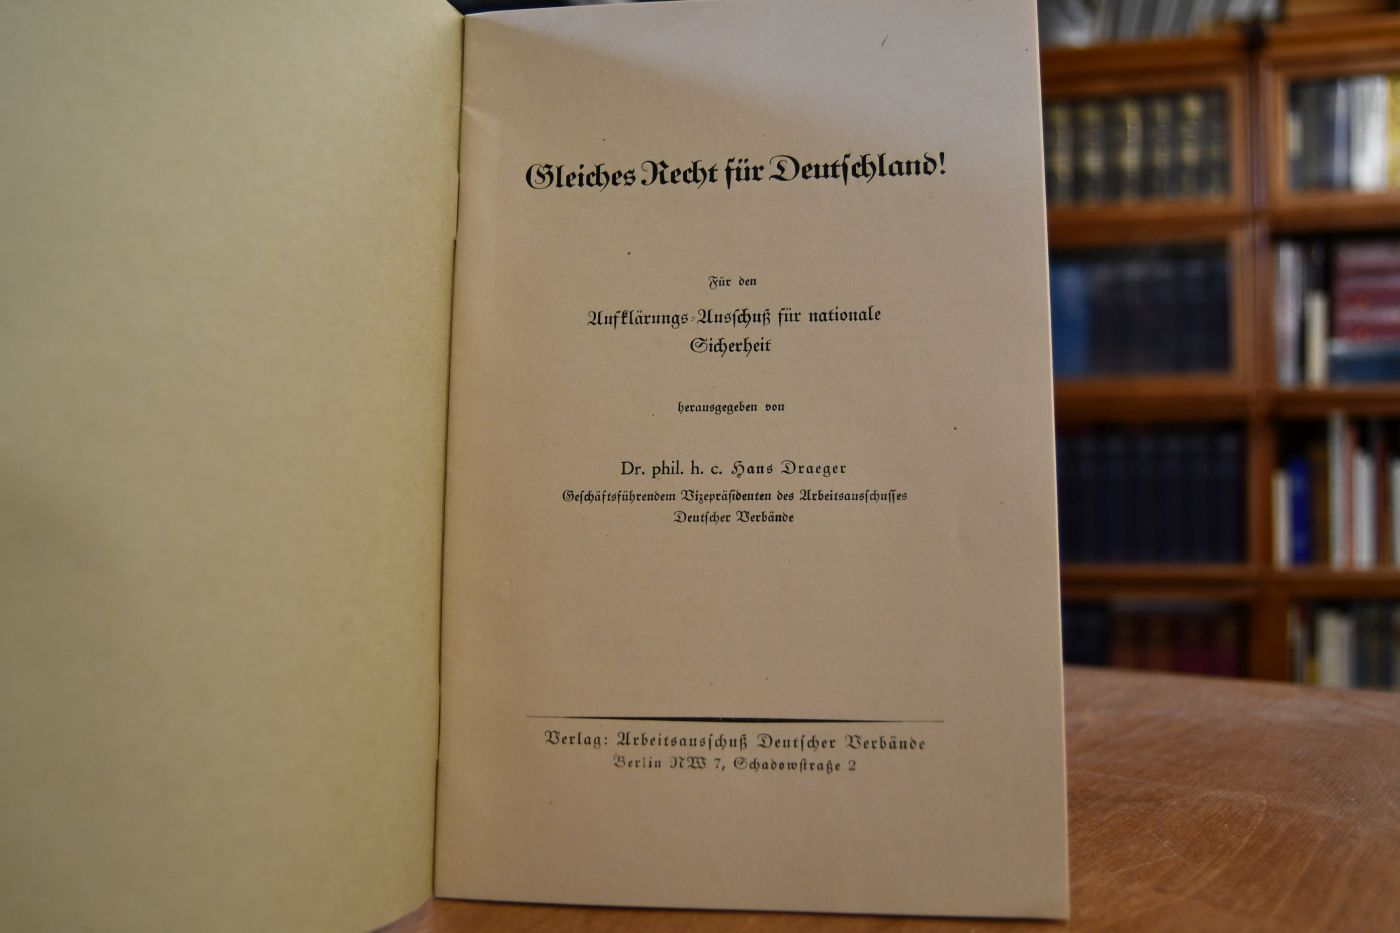 Gleiches Recht für Deutschland!
Für den
Aufklärungs-Ausschuß für nationale
Sicherheit
herausgegeben von
Dr. phil. h. c. Hans Draeger
Geschäftsführendem Vizepräsidenten des Arbeitsausschusses
Deutscher Verbände
Verlag: Arbeitsausschuß Deutscher Verbände
Berlin NW 7, Schadowstraße 2